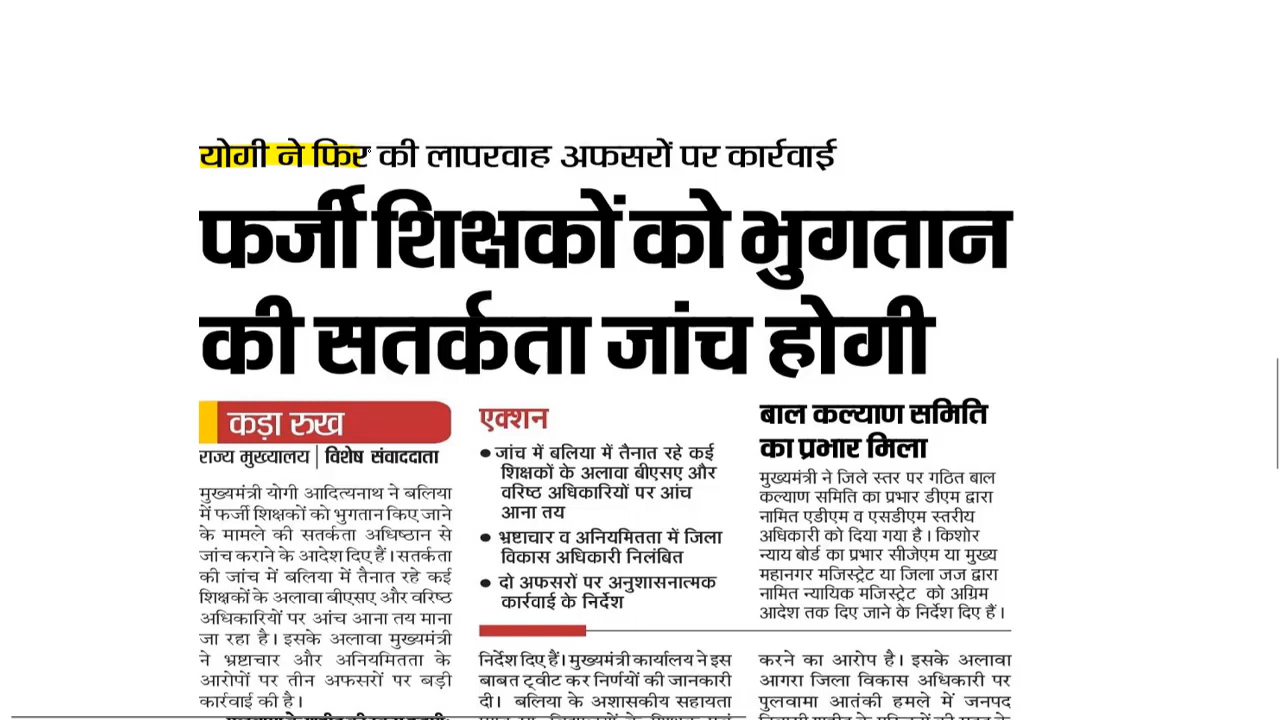 योगी ने फिर की लापरवाह अफसरों पर कार्रवाई
फर्जी शिक्षकों को भुगतान
की सतर्कता जांच होगी
कड़ा रुख
राज्य मुख्यालय | विशेष संवाददाता
मुख्यमंत्री योगी आदित्यनाथ ने बलिया
में फर्जी शिक्षकों को भुगतान किए जाने
के मामले की सतर्कता अधिष्ठान से
जांच कराने के आदेश दिए हैं। सतर्कता
की जांच में बलिया में तैनात रहे कई
शिक्षकों के अलावा बीएसए और वरिष्ठ
अधिकारियों पर आंच आना तय माना
जा रहा है। इसके अलावा मुख्यमंत्री
ने भ्रष्टाचार और अनियमितता के
आरोपों पर तीन अफसरों पर बड़ी
कार्रवाई की है।
एक्शन
● जांच में बलिया में तैनात रहे कई
शिक्षकों के अलावा बीएसए और
वरिष्ठ अधिकारियों पर आंच
आना तय
● भ्रष्टाचार व अनियमितता में जिला
विकास अधिकारी निलंबित
● दो अफसरों पर अनुशासनात्मक
कार्रवाई के निर्देश
निर्देश दिए हैं। मुख्यमंत्री कार्यालय ने इस
बाबत ट्वीट कर निर्णयों की जानकारी
दी। बलिया के अशासकीय सहायता
बाल कल्याण समिति
का प्रभार मिला
मुख्यमंत्री ने जिले स्तर पर गठित बाल
कल्याण समिति का प्रभार डीएम द्वारा
नामित एडीएम व एसडीएम स्तरीय
अधिकारी को दिया गया है। किशोर
न्याय बोर्ड का प्रभार सीजेएम या मुख्य
महानगर मजिस्ट्रेट या जिला जज द्वारा
नामित न्यायिक मजिस्ट्रेट को अग्रिम
आदेश तक दिए जाने के निर्देश दिए हैं।
करने का आरोप है। इसके अलावा
आगरा जिला विकास अधिकारी पर
पुलवामा आतंकी हमले में जनपद